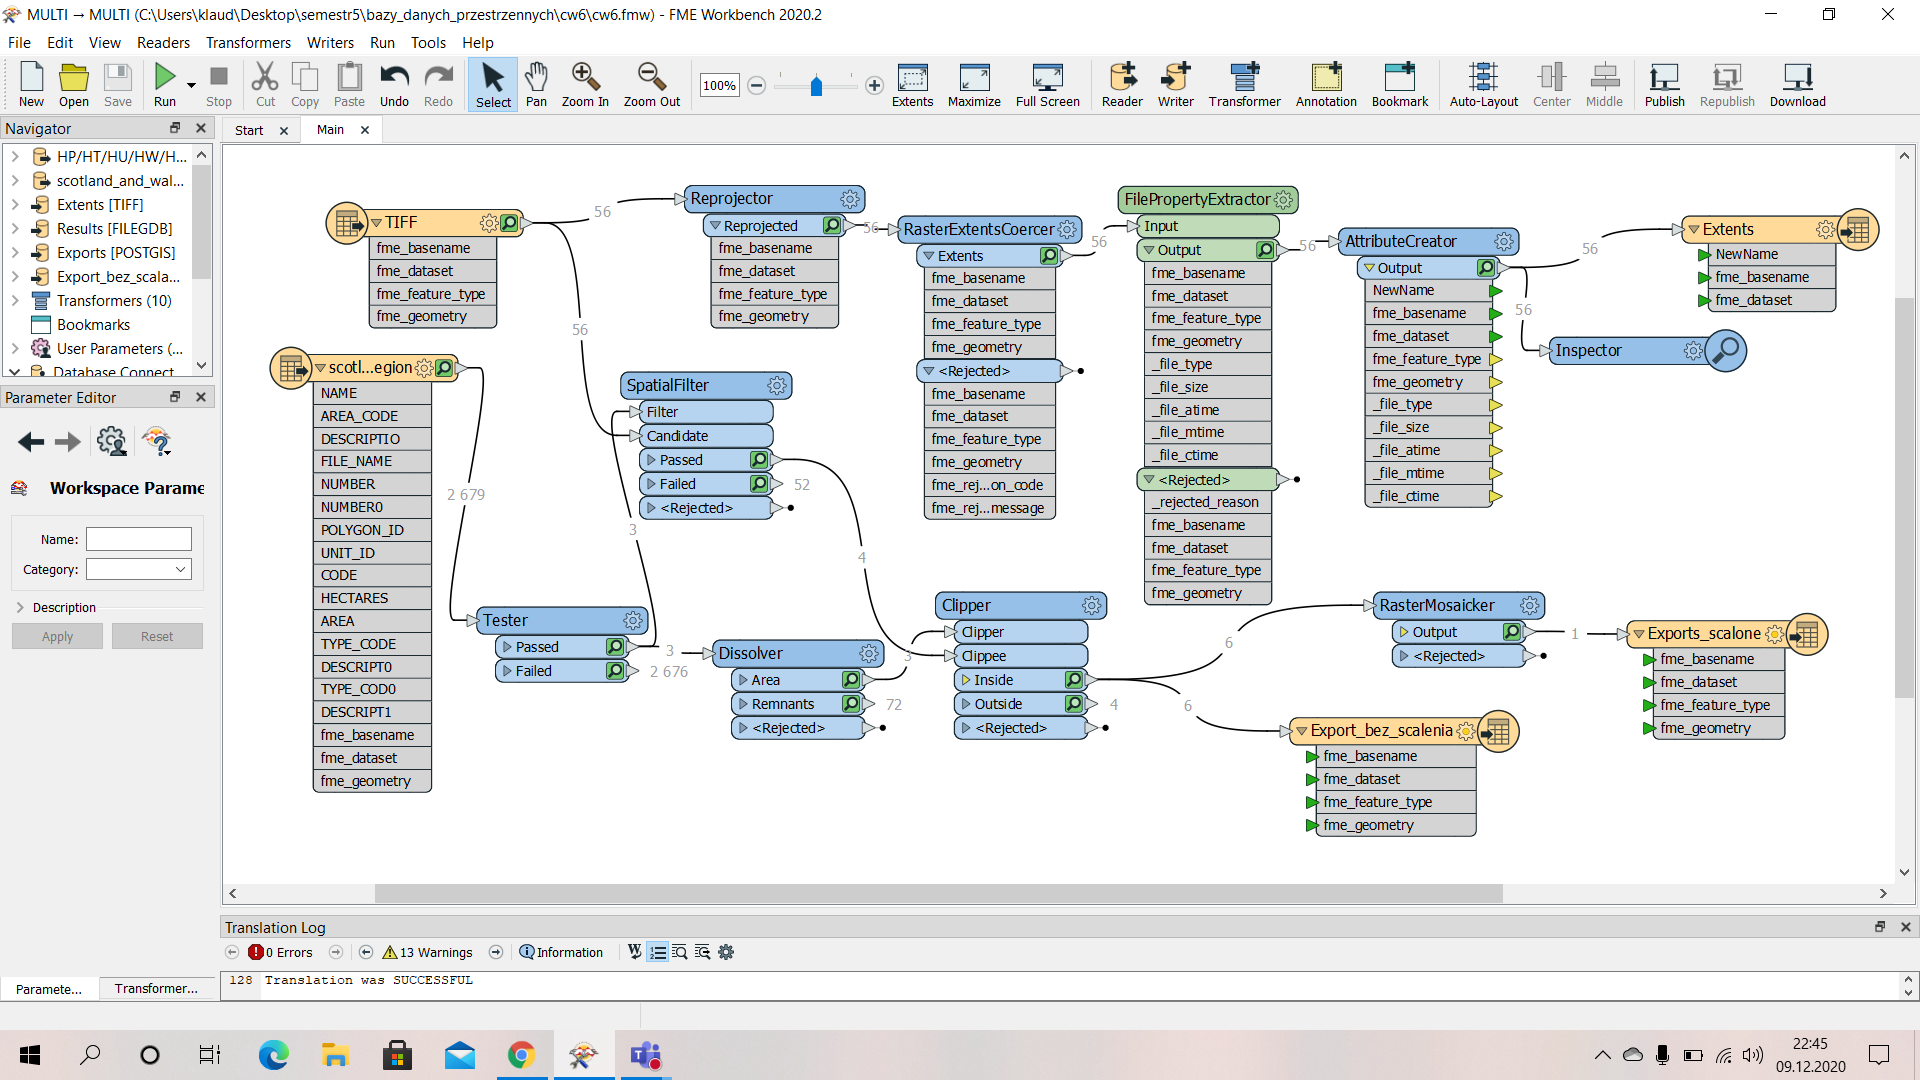 MULTI → MULTI (C:\Users\klaud\Desktop\semestr5\bazy_danych_przestrzennych\cw6\cw6.fmw) - FME Workbench 2020.2
File Edit View Readers Transformers Writers Run Tools Help
New Open Save Run Stop Cut Copy Paste Undo Redo Select Pan Zoom In Zoom Out 100% Extents Maximize Full Screen Reader Writer Transformer Annotation Bookmark Auto-Layout Center Middle Publish Republish Download
Navigator
HP/HT/HU/HW/H...
scotland_and_wal...
Extents [TIFF]
Results [FILEGDB]
Exports [POSTGIS]
Export_bez_scala...
Transformers (10)
Bookmarks
User Parameters (...
Database Connect
Parameter Editor
Workspace Parame
Name:
Category:
Description
Apply Reset
Paramete... Transformer...
Start Main
TIFF
fme_basename
fme_dataset
fme_feature_type
fme_geometry
56
56
scotl...egion
NAME
AREA_CODE
DESCRIPTIO
FILE_NAME
NUMBER
NUMBER0
POLYGON_ID
UNIT_ID
CODE
HECTARES
AREA
TYPE_CODE
DESCRIPT0
TYPE_COD0
DESCRIPT1
fme_basename
fme_dataset
fme_geometry
2 679
Reprojector
Reprojected
fme_basename
fme_dataset
fme_feature_type
fme_geometry
56
SpatialFilter
Filter
Candidate
Passed
Failed
<Rejected>
52
3
4
Tester
Passed
Failed
3
2 676
Dissolver
Area
Remnants
<Rejected>
3
72
RasterExtentsCoercer
Extents
fme_basename
fme_dataset
fme_feature_type
fme_geometry
<Rejected>
fme_basename
fme_dataset
fme_feature_type
fme_geometry
fme_rej...on_code
fme_rej...message
56
Clipper
Clipper
Clippee
Inside
Outside
<Rejected>
4
6
6
FilePropertyExtractor
Input
Output
fme_basename
fme_dataset
fme_feature_type
fme_geometry
_file_type
_file_size
_file_atime
_file_mtime
_file_ctime
<Rejected>
_rejected_reason
fme_basename
fme_dataset
fme_feature_type
fme_geometry
56
AttributeCreator
Output
NewName
fme_basename
fme_dataset
fme_feature_type
fme_geometry
_file_type
_file_size
_file_atime
_file_mtime
_file_ctime
56
56
Extents
NewName
fme_basename
fme_dataset
Inspector
RasterMosaicker
Output
<Rejected>
1
Exports_scalone
fme_basename
fme_dataset
fme_feature_type
fme_geometry
Export_bez_scalenia
fme_basename
fme_dataset
fme_feature_type
fme_geometry
Translation Log
0 Errors 13 Warnings Information
128 Translation was SUCCESSFUL
22:45
09.12.2020